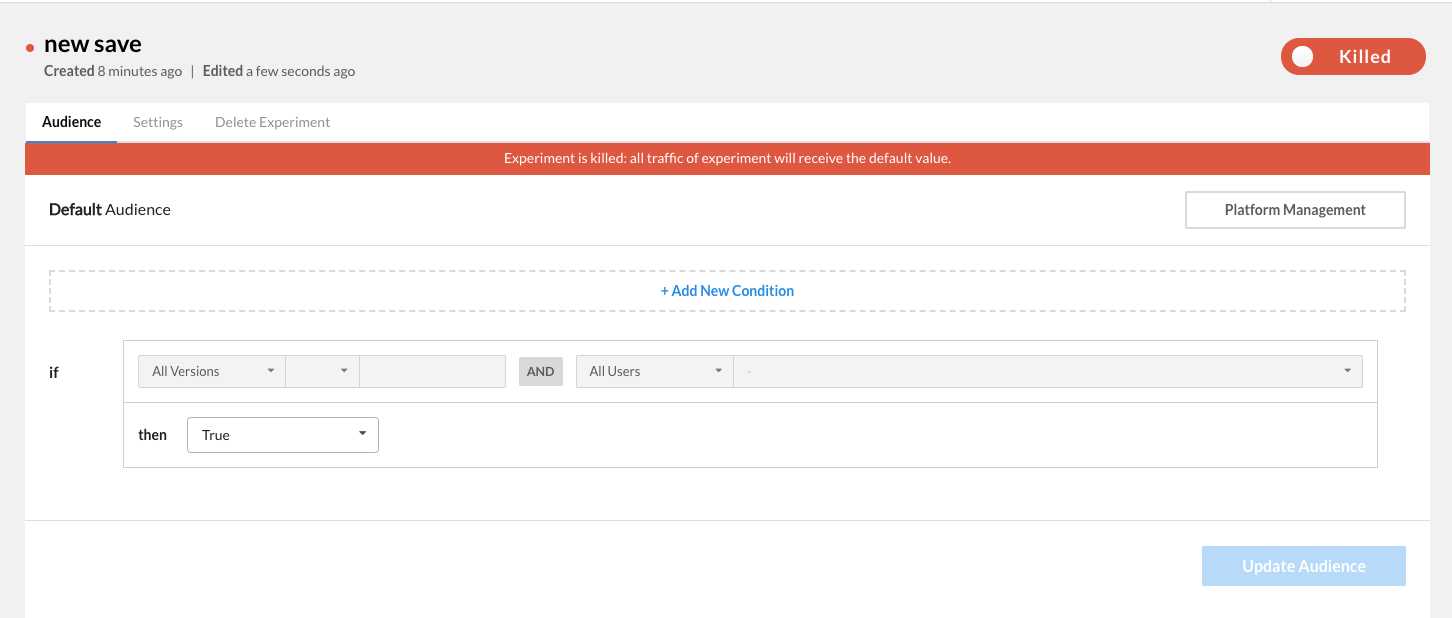 new save
Created 8 minutes ago | Edited a few seconds ago
Killed
Audience Settings Delete Experiment
Experiment is killed: all traffic of experiment will receive the default value.
Default Audience
Platform Management
+ Add New Condition
if
All Versions AND All Users -
then True
Update Audience